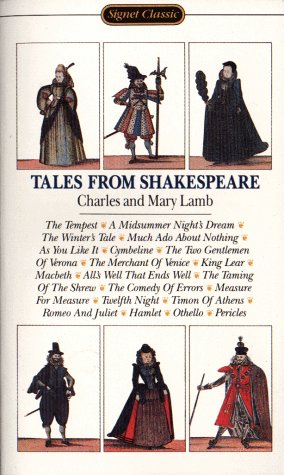 Signet Classic
TALES FROM SHAKESPEARE
Charles and Mary Lamb
The Tempest ❦ A Midsummer Night's Dream ❦
The Winter's Tale ❦ Much Ado About Nothing ❦
As You Like It ❦ Cymbeline ❦ The Two Gentlemen
Of Verona ❦ The Merchant Of Venice ❦ King Lear ❦
Macbeth ❦ All's Well That Ends Well ❦ The Taming
Of The Shrew ❦ The Comedy Of Errors ❦ Measure
For Measure ❦ Twelfth Night ❦ Timon Of Athens ❦
Romeo And Juliet ❦ Hamlet ❦ Othello ❦ Pericles